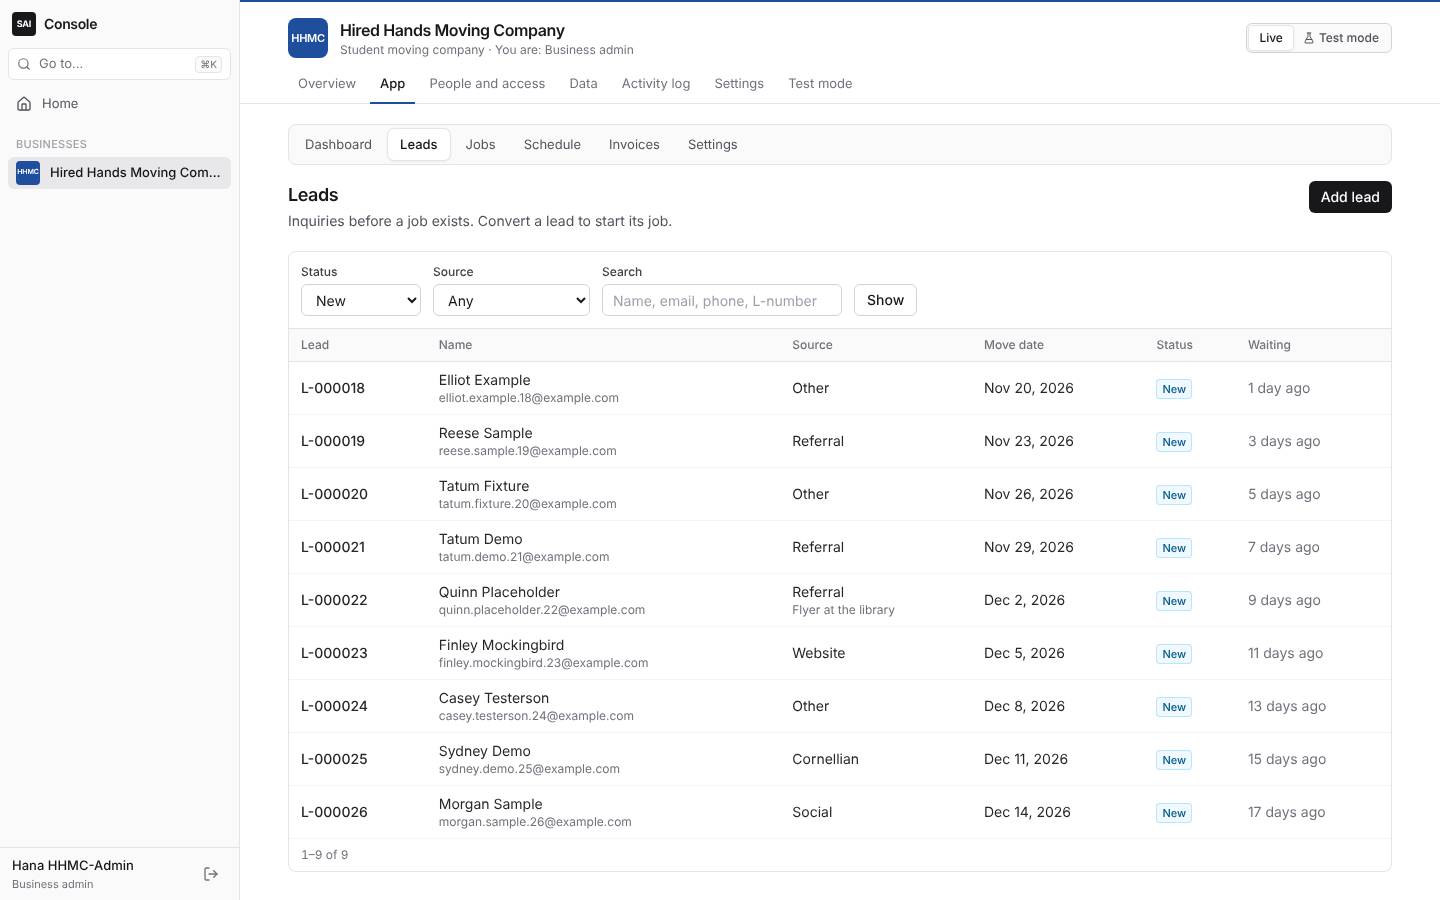 SAI Console
Go to... ⌘K
Home
BUSINESSES
HHMC Hired Hands Moving Com...
Hana HHMC-Admin
Business admin
HHMC
Hired Hands Moving Company
Student moving company · You are: Business admin
Live Test mode
Overview App People and access Data Activity log Settings Test mode
Dashboard Leads Jobs Schedule Invoices Settings
Leads
Inquiries before a job exists. Convert a lead to start its job.
Add lead
Status Source Search
New Any Name, email, phone, L-number Show
Lead Name Source Move date Status Waiting
L-000018 Elliot Example Other Nov 20, 2026 New 1 day ago
elliot.example.18@example.com
L-000019 Reese Sample Referral Nov 23, 2026 New 3 days ago
reese.sample.19@example.com
L-000020 Tatum Fixture Other Nov 26, 2026 New 5 days ago
tatum.fixture.20@example.com
L-000021 Tatum Demo Referral Nov 29, 2026 New 7 days ago
tatum.demo.21@example.com
L-000022 Quinn Placeholder Referral Dec 2, 2026 New 9 days ago
quinn.placeholder.22@example.com Flyer at the library
L-000023 Finley Mockingbird Website Dec 5, 2026 New 11 days ago
finley.mockingbird.23@example.com
L-000024 Casey Testerson Other Dec 8, 2026 New 13 days ago
casey.testerson.24@example.com
L-000025 Sydney Demo Cornellian Dec 11, 2026 New 15 days ago
sydney.demo.25@example.com
L-000026 Morgan Sample Social Dec 14, 2026 New 17 days ago
morgan.sample.26@example.com
1–9 of 9